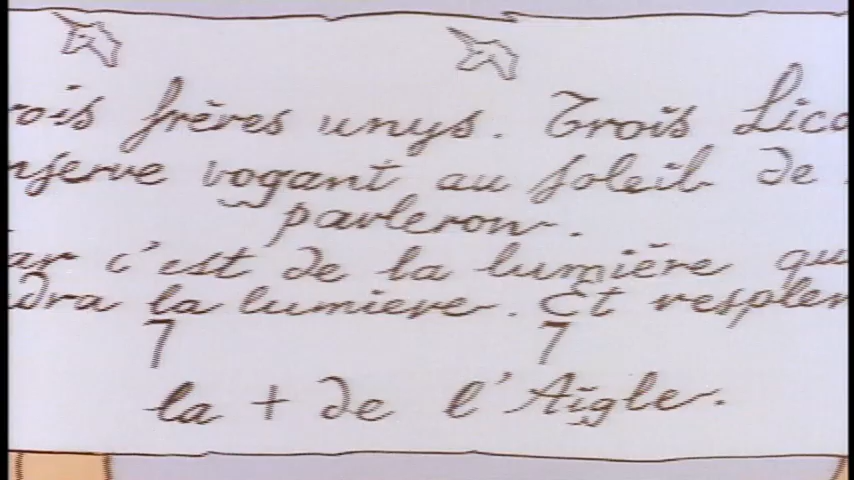 rois frères unys. Trois Lico
nserve vogant au soleil de
parleron.
ar c'est de la lumière qu
dra la lumiere. Et resplen
7 7
la + de l'Aigle.